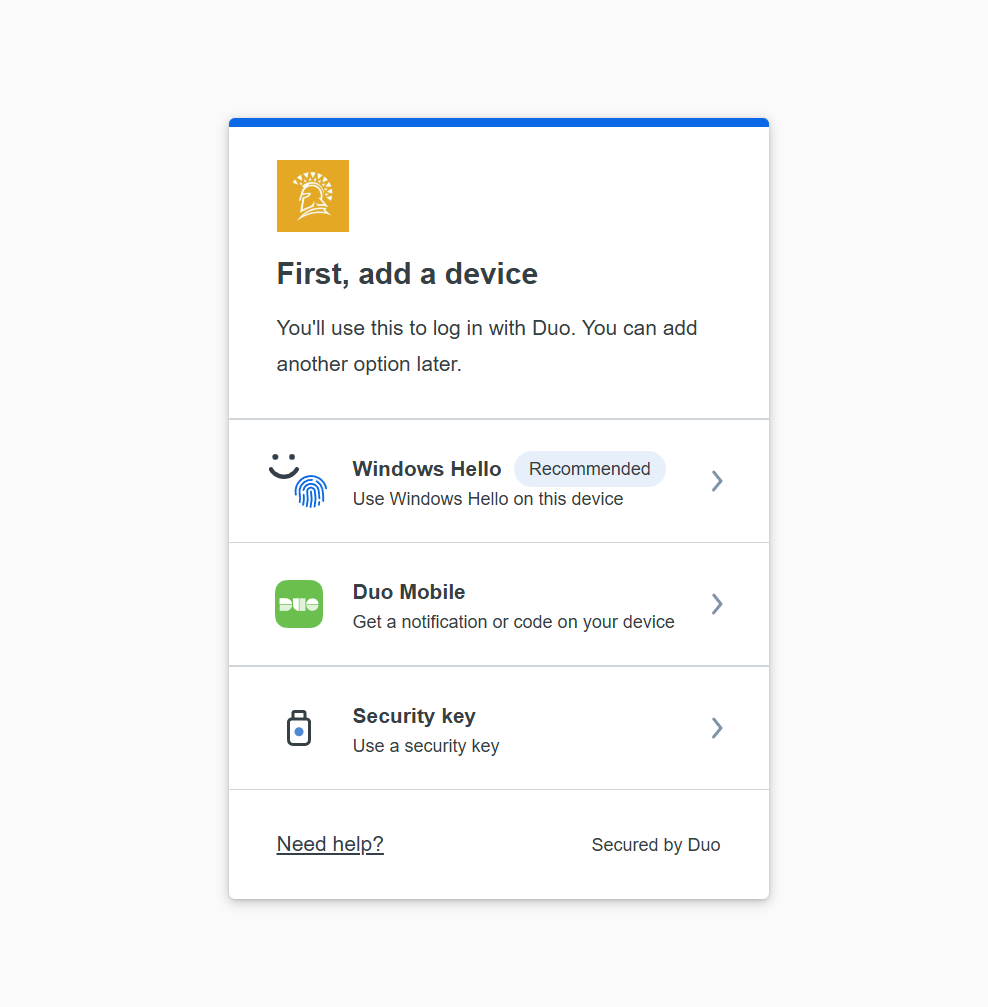 First, add a device
You'll use this to log in with Duo. You can add
another option later.
Windows Hello Recommended
Use Windows Hello on this device
DUO
Duo Mobile
Get a notification or code on your device
Security key
Use a security key
Need help? Secured by Duo